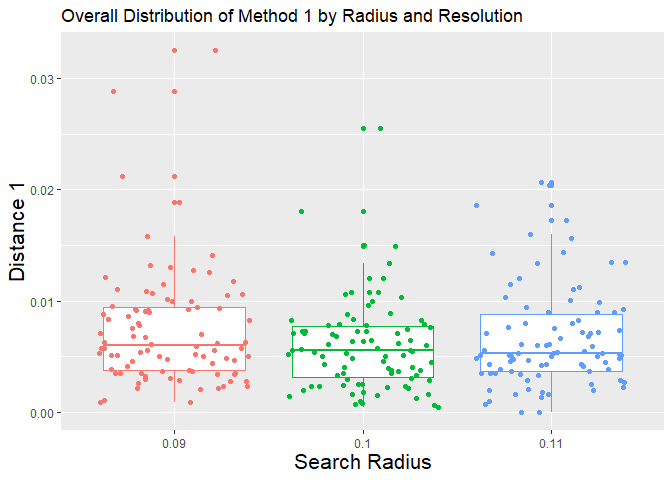 Overall Distribution of Method 1 by Radius and Resolution
Distance 1
0.03
0.02
0.01
0.00
0.09
0.1
0.11
Search Radius